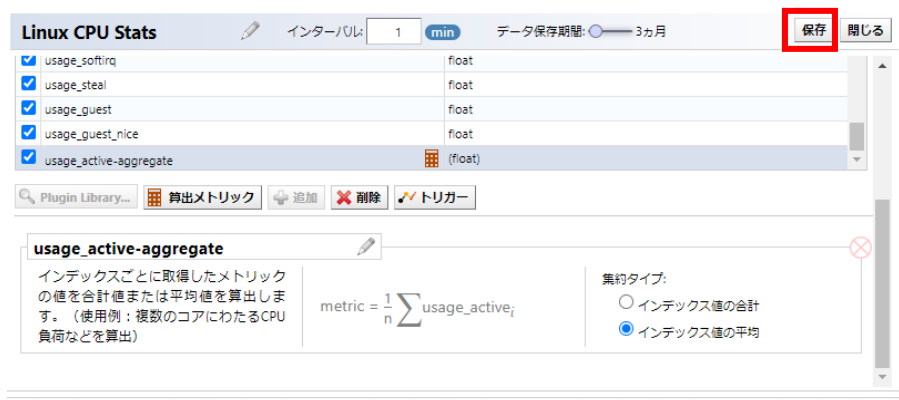 Linux CPU Stats インターバル: 1 min データ保存期間: 3ヵ月 保存 閉じる
usage_softirq float
usage_steal float
usage_guest float
usage_guest_nice float
usage_active-aggregate (float)
Plugin Library... 算出メトリック 追加 削除 トリガー
usage_active-aggregate
インデックスごとに取得したメトリック
の値を合計値または平均値を算出しま
す。（使用例：複数のコアにわたるCPU
負荷などを算出）
metric = 1/n ∑ usage_activeᵢ
集約タイプ:
インデックス値の合計
インデックス値の平均